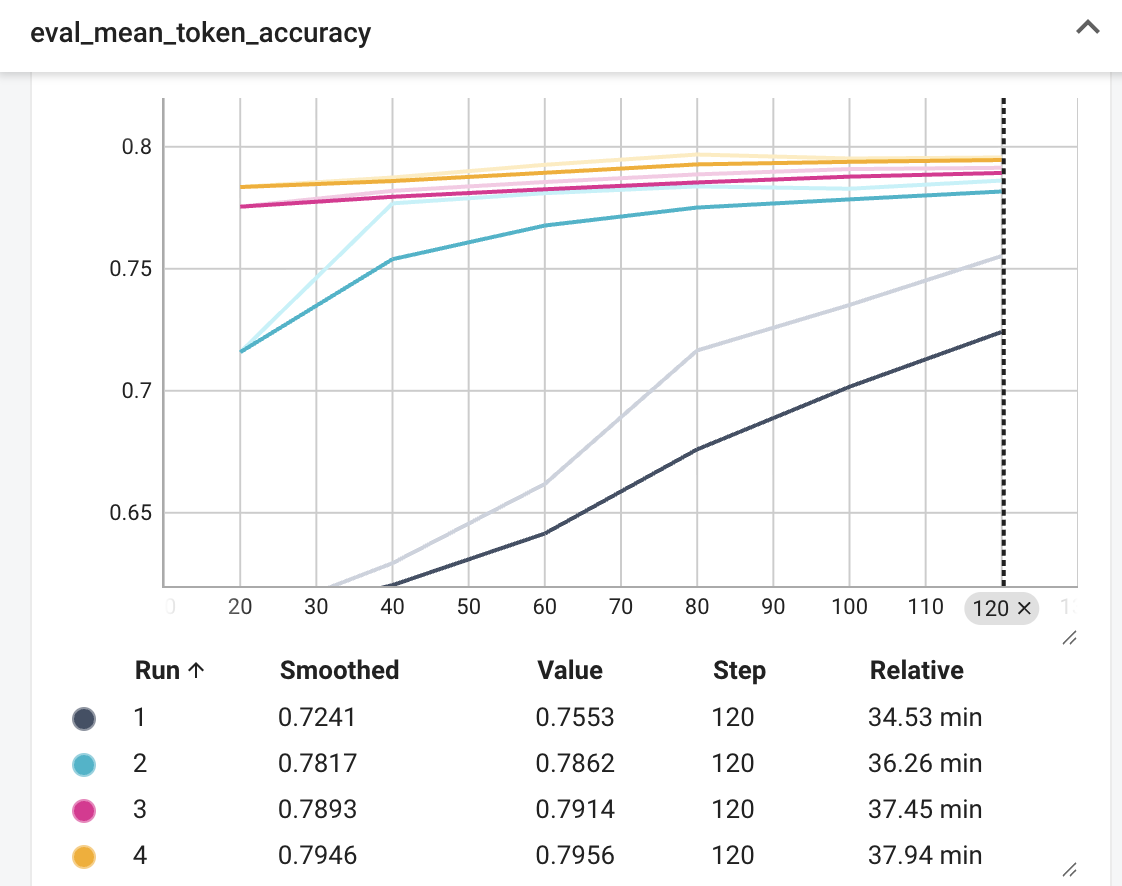 eval_mean_token_accuracy
0.8
0.75
0.7
0.65
0 20 30 40 50 60 70 80 90 100 110 120 ×
Run ↑ Smoothed Value Step Relative
1 0.7241 0.7553 120 34.53 min
2 0.7817 0.7862 120 36.26 min
3 0.7893 0.7914 120 37.45 min
4 0.7946 0.7956 120 37.94 min